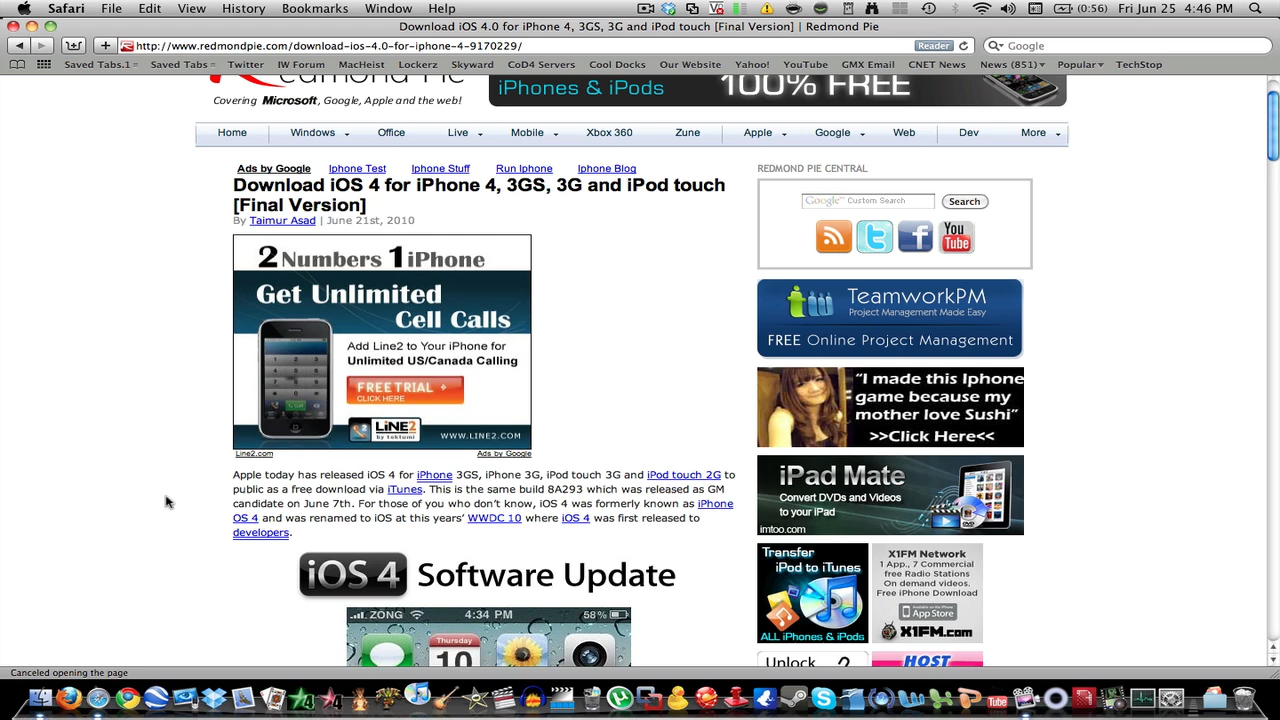 Safari File Edit View History Bookmarks Window Help (0:56) Fri Jun 25 4:46 PM
Download iOS 4.0 for iPhone 4, 3GS, 3G and iPod touch [Final Version] | Redmond Pie
http://www.redmondpie.com/download-ios-4.0-for-iphone-4-9170229/ Reader Google
Saved Tabs.1 Saved Tabs Twitter IW Forum MacHeist Lockerz Skyward CoD4 Servers Cool Docks Our Website Yahoo! YouTube GMX Email CNET News News (851) Popular TechStop
Redmond Pie
Covering Microsoft, Google, Apple and the web!
iPhones & iPods 100% FREE
Home Windows Office Live Mobile Xbox 360 Zune Apple Google Web Dev More
Ads by Google Iphone Test Iphone Stuff Run Iphone Iphone Blog
Download iOS 4 for iPhone 4, 3GS, 3G and iPod touch
[Final Version]
By Taimur Asad | June 21st, 2010
2 Numbers 1 iPhone
Get Unlimited
Cell Calls
Add Line2 to Your iPhone for
Unlimited US/Canada Calling
FREE TRIAL +
CLICK HERE
LiNE2
by toktumi
WWW.LINE2.COM
Line2.com Ads by Google
Apple today has released iOS 4 for iPhone 3GS, iPhone 3G, iPod touch 3G and iPod touch 2G to
public as a free download via iTunes. This is the same build 8A293 which was released as GM
candidate on June 7th. For those of you who don't know, iOS 4 was formerly known as iPhone
OS 4 and was renamed to iOS at this years' WWDC 10 where iOS 4 was first released to
developers.
iOS 4 Software Update
ZONG 4:34 PM 58%
Thursday
10
REDMOND PIE CENTRAL
Google™ Custom Search Search
You
Tube
TeamworkPM
Project Management Made Easy
FREE Online Project Management
"I made this Iphone
game because my
mother love Sushi"
>>Click Here<<
iPad Mate
Convert DVDs and Videos
to your iPad
imtoo.com
Transfer
iPod to iTunes
ALL iPhones & iPods
X1FM Network
1 App., 7 Commercial
free Radio Stations
On demand videos.
Free iPhone Download
App Store
X1FM.com
Unlock
HOST
Canceled opening the page